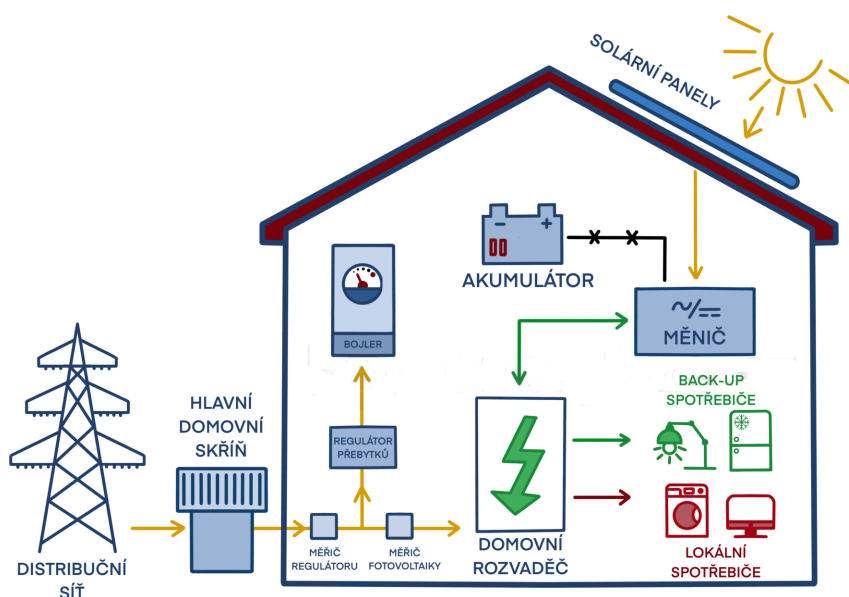 SOLÁRNÍ PANELY
AKUMULÁTOR
MĚNIČ
BOJLER
BACK-UP
SPOTŘEBIČE
HLAVNÍ
DOMOVNÍ
SKŘÍŇ
REGULÁTOR
PŘEBYTKŮ
MĚŘIČ
REGULÁTORU
MĚŘIČ
FOTOVOLTAIKY
DOMOVNÍ
ROZVADĚČ
LOKÁLNÍ
SPOTŘEBIČE
DISTRIBUČNÍ
SÍŤ